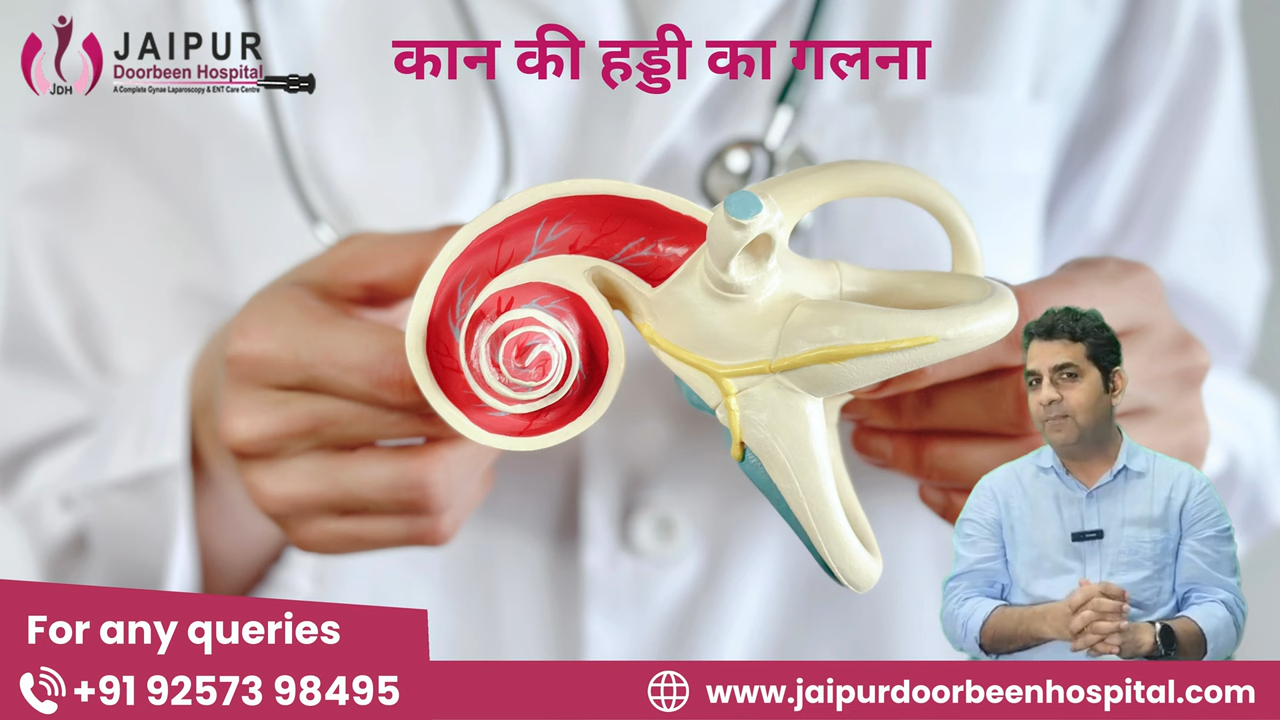 JAIPUR
Doorbeen Hospital
A Complete Gynae Laparoscopy & ENT Care Centre
JDH
कान की हड्डी का गलना
For any queries
+91 92573 98495
www.jaipurdoorbeenhospital.com